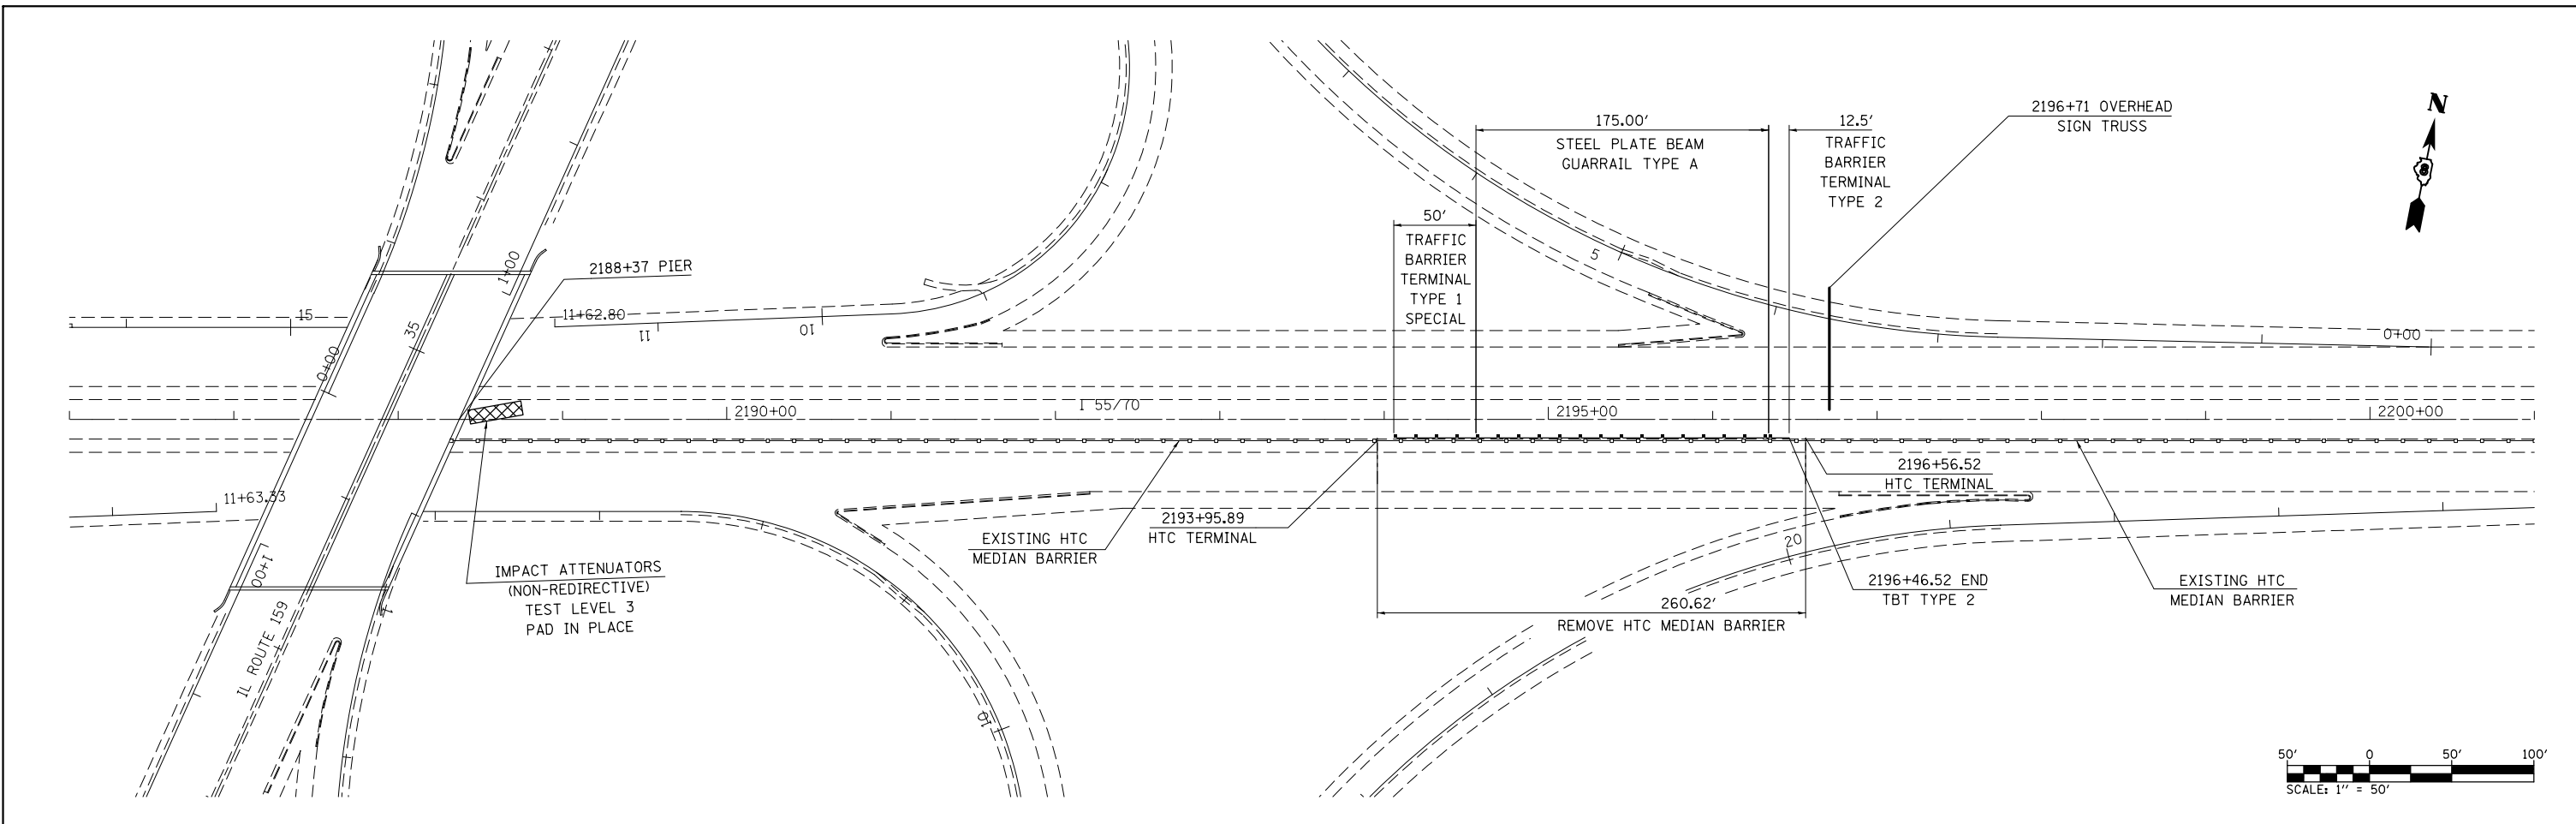 2196+71 OVERHEAD
SIGN TRUSS
N
175.00'
STEEL PLATE BEAM
GUARRAIL TYPE A
12.5'
TRAFFIC
BARRIER
TERMINAL
TYPE 2
50'
TRAFFIC
BARRIER
TERMINAL
TYPE 1
SPECIAL
2188+37 PIER
1+00
15
11+62.80
11
10
5
0+00
35
0+00
2190+00
I 55/70
2195+00
2200+00
11+63.33
1+00
IL ROUTE 159
IMPACT ATTENUATORS
(NON-REDIRECTIVE)
TEST LEVEL 3
PAD IN PLACE
EXISTING HTC
MEDIAN BARRIER
2193+95.89
HTC TERMINAL
2196+56.52
HTC TERMINAL
20
2196+46.52 END
TBT TYPE 2
EXISTING HTC
MEDIAN BARRIER
260.62'
REMOVE HTC MEDIAN BARRIER
10
50' 0 50' 100'
SCALE: 1" = 50'